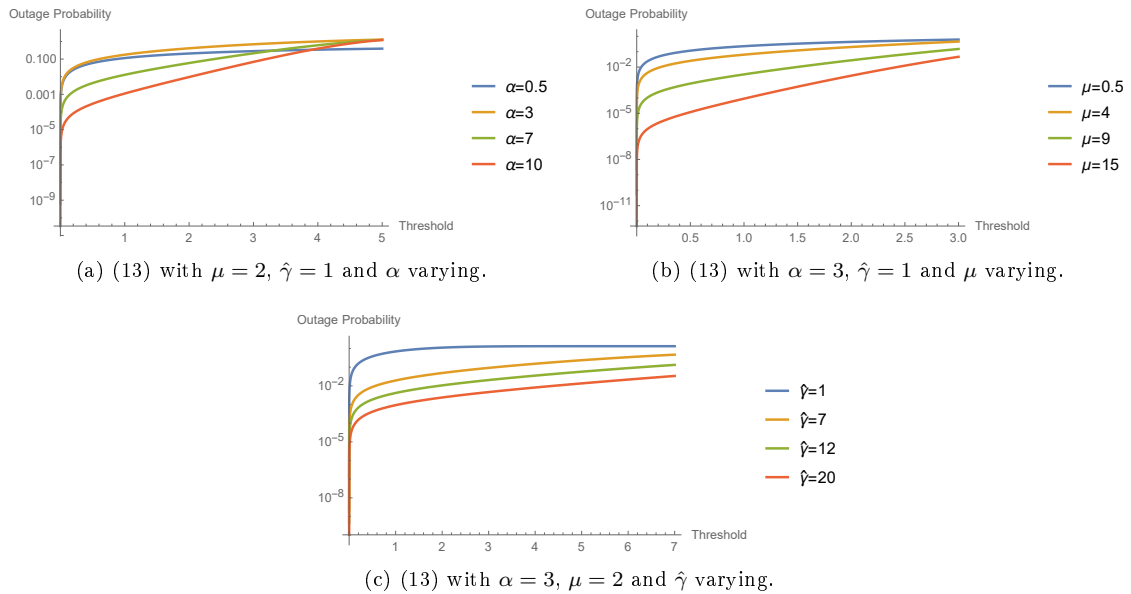 Outage Probability
0.100
0.001
10⁻⁵
10⁻⁷
10⁻⁹
1 2 3 4 5
Threshold
α=0.5
α=3
α=7
α=10
(a) (13) with μ = 2, γ̂ = 1 and α varying.
Outage Probability
10⁻²
10⁻⁵
10⁻⁸
10⁻¹¹
0.5 1.0 1.5 2.0 2.5 3.0
Threshold
μ=0.5
μ=4
μ=9
μ=15
(b) (13) with α = 3, γ̂ = 1 and μ varying.
Outage Probability
10⁻²
10⁻⁵
10⁻⁸
1 2 3 4 5 6 7
Threshold
γ̂=1
γ̂=7
γ̂=12
γ̂=20
(c) (13) with α = 3, μ = 2 and γ̂ varying.